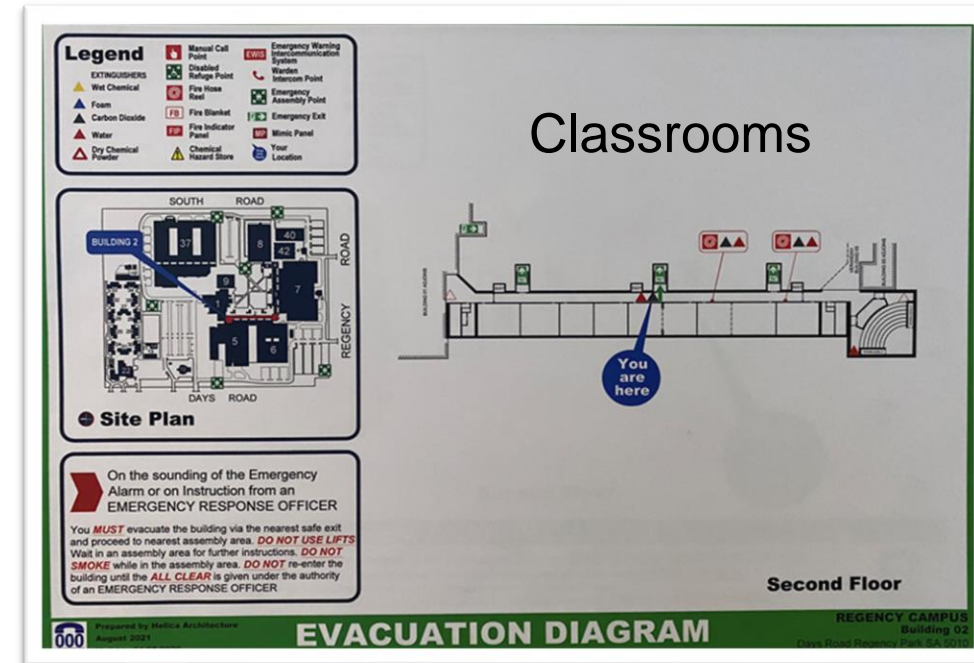 Legend
EXTINGUISHERS
Wet Chemical
Foam
Carbon Dioxide
Water
Dry Chemical
Powder
Manual Call
Point
Disabled
Refuge Point
Fire Hose
Reel
FB Fire Blanket
FIP Fire Indicator
Panel
Chemical
Hazard Store
EWIS Emergency Warning
Intercommunication
System
Warden
Intercom Point
Emergency
Assembly Point
Emergency Exit
MP Mimic Panel
Your
Location
Classrooms
SOUTH ROAD
BUILDING 2
37
8
40
42
9
7
1
5
6
22
REGENCY ROAD
DAYS ROAD
Site Plan
BUILDING 01 ADJOINS
You
are
here
On the sounding of the Emergency
Alarm or on Instruction from an
EMERGENCY RESPONSE OFFICER
You MUST evacuate the building via the nearest safe exit
and proceed to nearest assembly area. DO NOT USE LIFTS
Wait in an assembly area for further instructions. DO NOT
SMOKE while in the assembly area. DO NOT re-enter the
building until the ALL CLEAR is given under the authority
of an EMERGENCY RESPONSE OFFICER
Second Floor
000
Prepared by Helica Architecture
August 2021
EVACUATION DIAGRAM
REGENCY CAMPUS
Building 02
Days Road Regency Park SA 5010